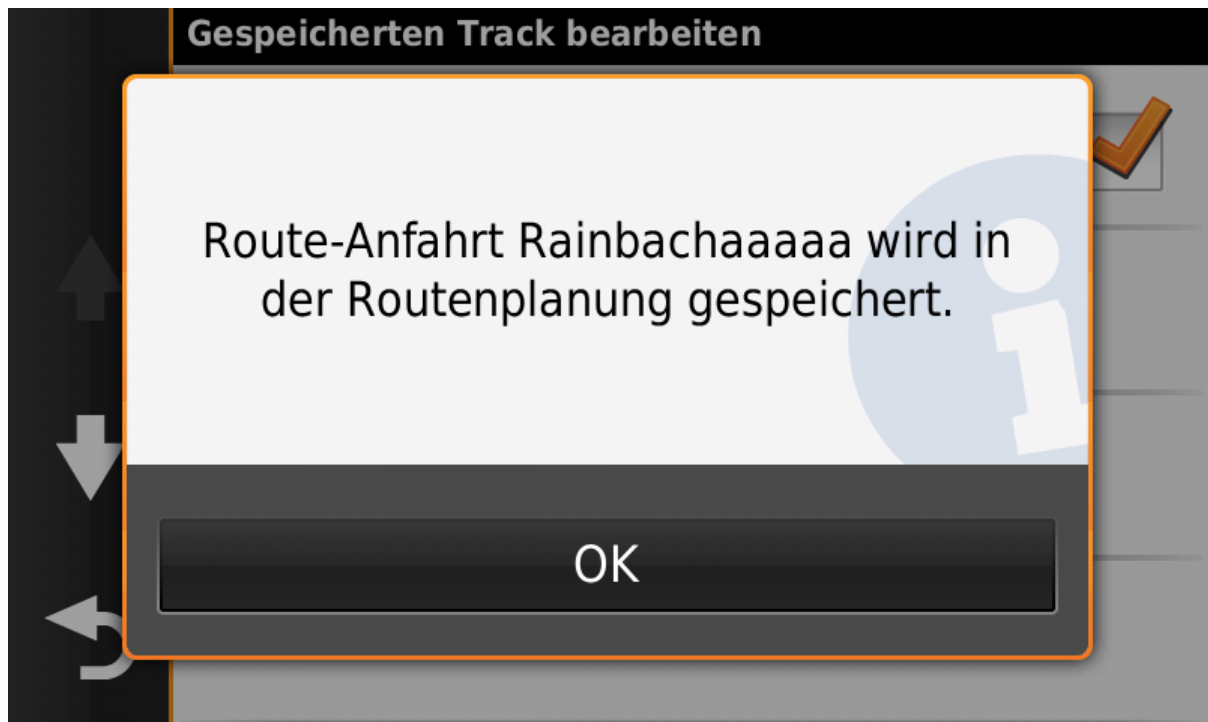 Gespeicherten Track bearbeiten
Route-Anfahrt Rainbachaaaaa wird in
der Routenplanung gespeichert.
OK